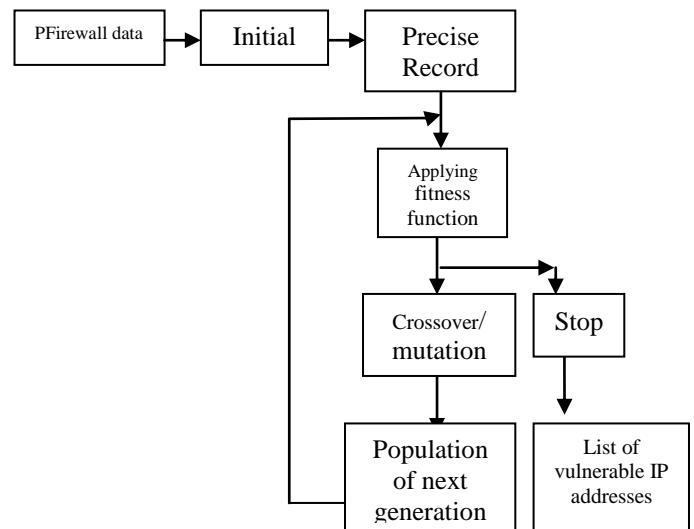 PFirewall data
Initial
Precise
Record
Applying
fitness
function
Crossover/
mutation
Stop
Population
of next
generation
List of
vulnerable IP
addresses